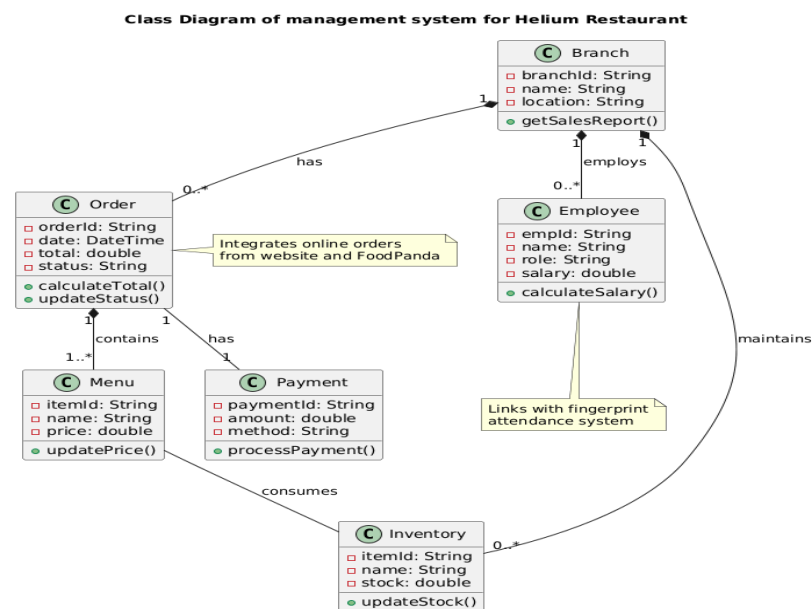 Class Diagram of management system for Helium Restaurant
C Branch
branchId: String
name: String
location: String
getSalesReport()
1
1
1
has
employs
0..*
0..*
C Order
orderId: String
date: DateTime
total: double
status: String
calculateTotal()
updateStatus()
Integrates online orders
from website and FoodPanda
C Employee
empId: String
name: String
role: String
salary: double
calculateSalary()
1
1
contains
has
maintains
1..*
1
C Menu
itemId: String
name: String
price: double
updatePrice()
C Payment
paymentId: String
amount: double
method: String
processPayment()
Links with fingerprint
attendance system
consumes
0..*
C Inventory
itemId: String
name: String
stock: double
updateStock()